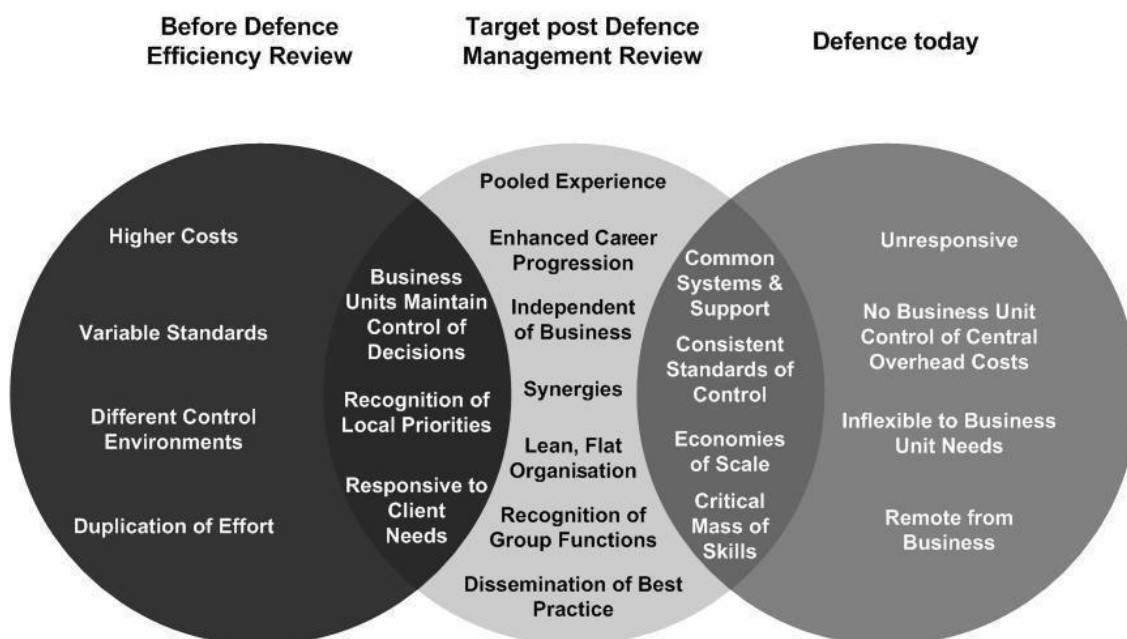 Before Defence
Efficiency Review
Target post Defence
Management Review
Defence today
Higher Costs
Variable Standards
Different Control
Environments
Duplication of Effort
Business
Units Maintain
Control of
Decisions
Recognition of
Local Priorities
Responsive to
Client
Needs
Pooled Experience
Enhanced Career
Progression
Independent
of Business
Synergies
Lean, Flat
Organisation
Recognition of
Group Functions
Dissemination of Best
Practice
Common
Systems &
Support
Consistent
Standards of
Control
Economies
of Scale
Critical
Mass of
Skills
Unresponsive
No Business Unit
Control of Central
Overhead Costs
Inflexible to Business
Unit Needs
Remote from
Business